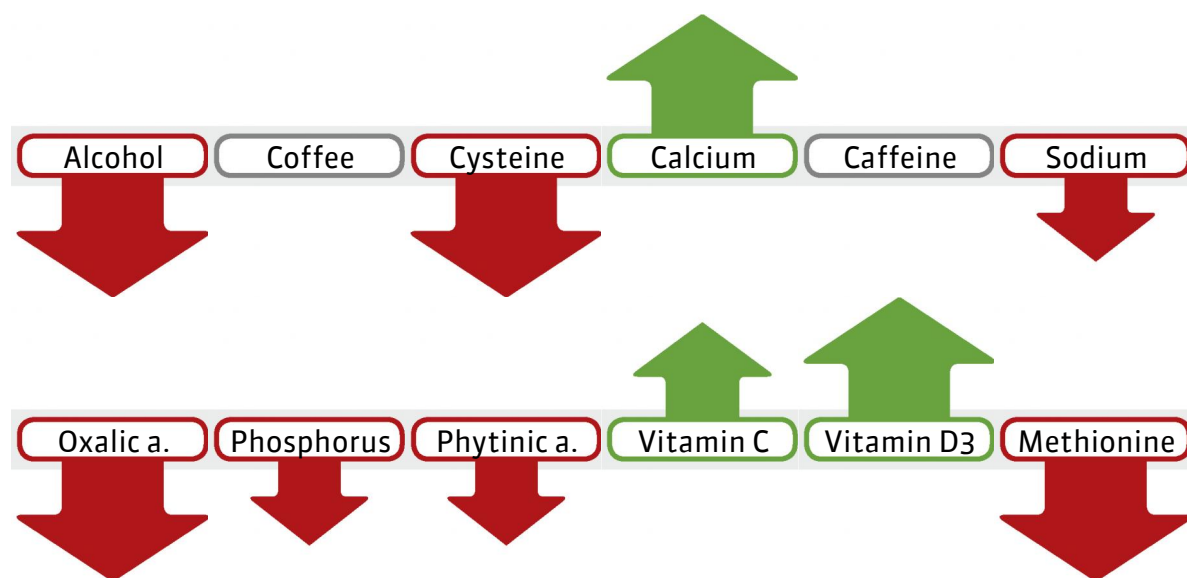 Alcohol Coffee Cysteine Calcium Caffeine Sodium
Oxalic a. Phosphorus Phytinic a. Vitamin C Vitamin D3 Methionine